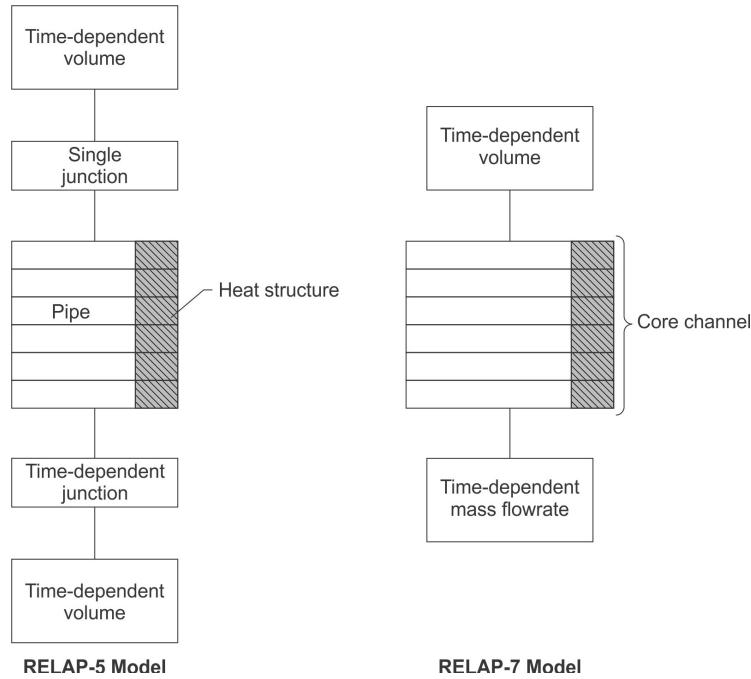 Time-dependent
volume
Single
junction
Pipe
Heat structure
Time-dependent
junction
Time-dependent
volume
RELAP-5 Model
Time-dependent
volume
Core channel
Time-dependent
mass flowrate
RELAP-7 Model